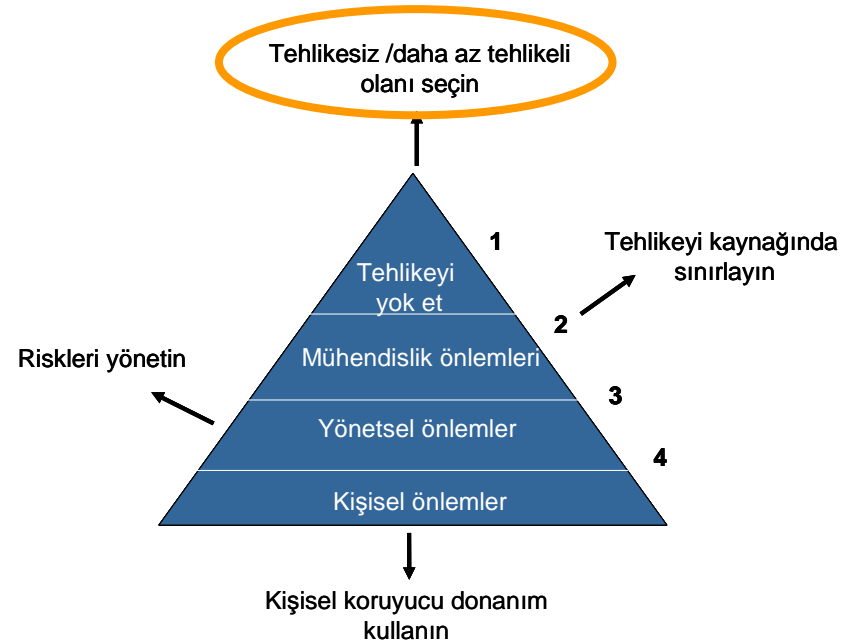 Tehlikesiz /daha az tehlikeli
olanı seçin
1
Tehlikeyi kaynağında
sınırlayın
Tehlikeyi
yok et
2
Riskleri yönetin
Mühendislik önlemleri
3
Yönetsel önlemler
4
Kişisel önlemler
Kişisel koruyucu donanım
kullanın